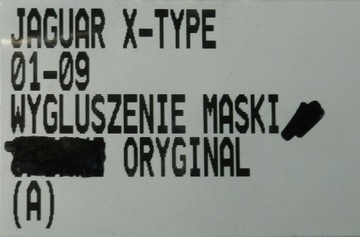 JAGUAR X-TYPE
01-09
WYGLUSZENIE MASKI
ORYGINAL
(A)